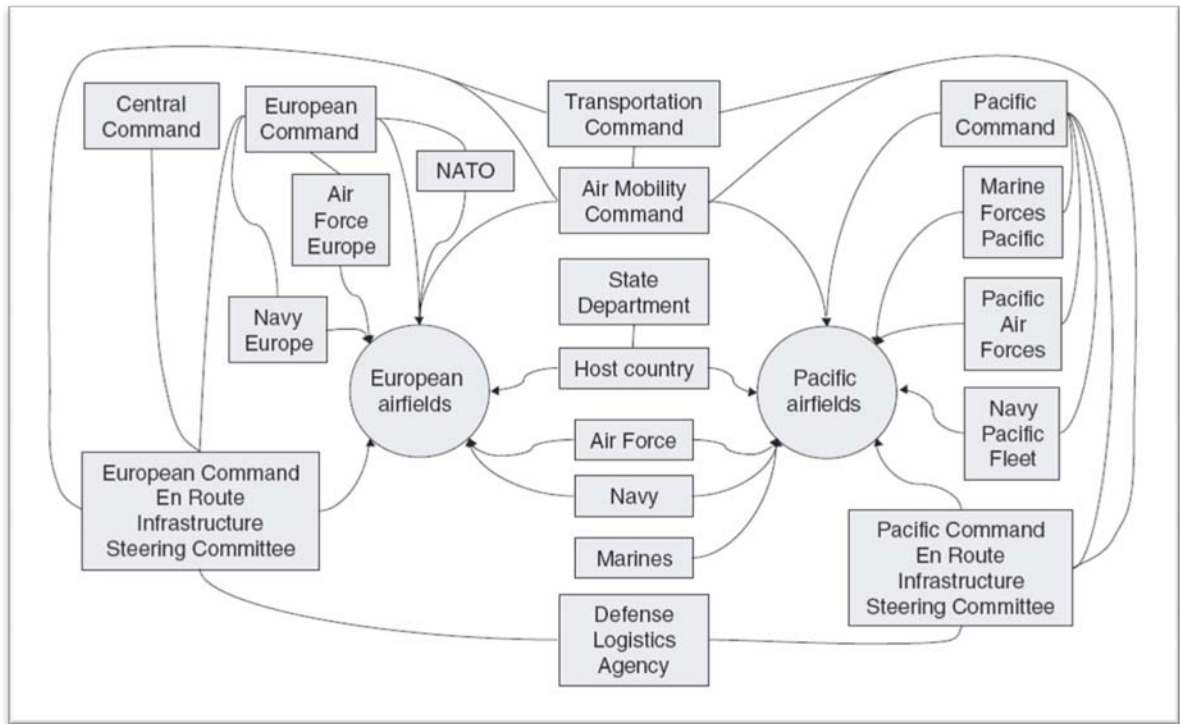 Central
Command
European
Command
NATO
Air
Force
Europe
Navy
Europe
Transportation
Command
Air Mobility
Command
Pacific
Command
Marine
Forces
Pacific
Pacific
Air
Forces
Navy
Pacific
Fleet
State
Department
Host country
European
airfields
Pacific
airfields
Air Force
Navy
Marines
European Command
En Route
Infrastructure
Steering Committee
Pacific Command
En Route
Infrastructure
Steering Committee
Defense
Logistics
Agency